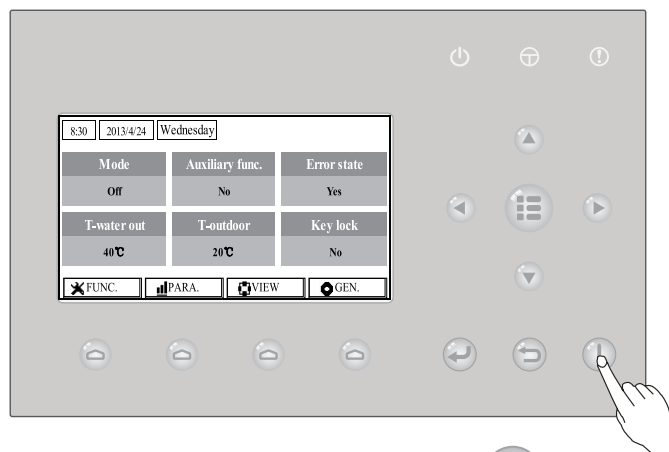 8:30 2013/4/24 Wednesday
Mode Auxiliary func. Error state
Off No Yes
T-water out T-outdoor Key lock
40℃ 20℃ No
FUNC. PARA. VIEW GEN.